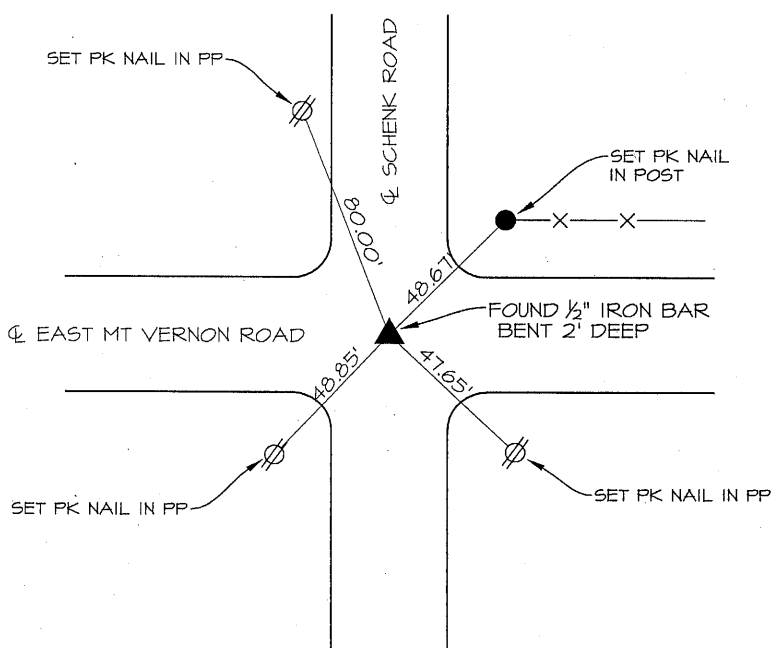 SET PK NAIL IN PP
℄ SCHENK ROAD
SET PK NAIL
IN POST
80.00'
48.67'
FOUND ½" IRON BAR
BENT 2' DEEP
℄ EAST MT VERNON ROAD
48.85'
47.65'
SET PK NAIL IN PP
SET PK NAIL IN PP